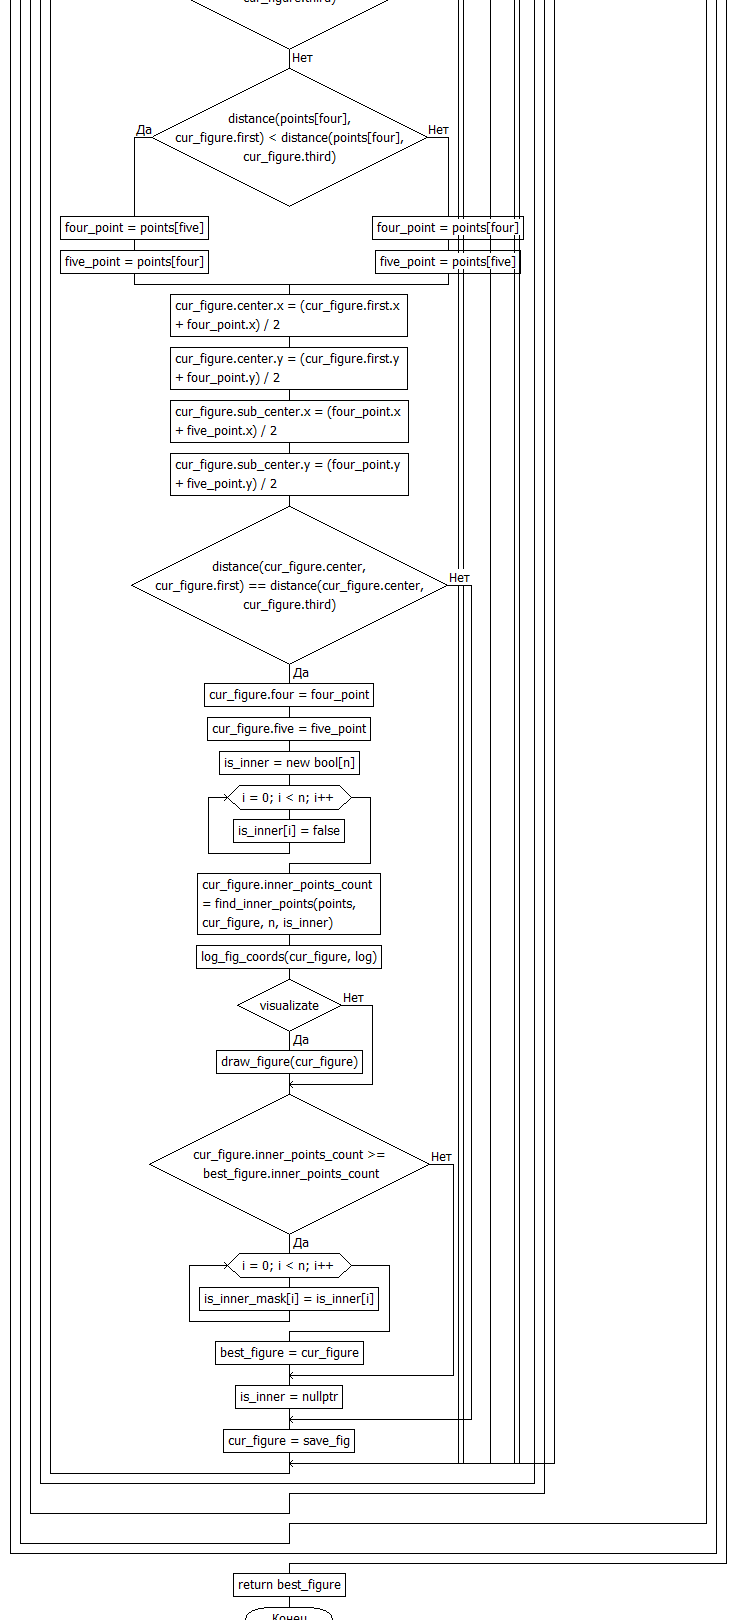 cur_figure.third)
Нет
distance(points[four],
cur_figure.first) < distance(points[four],
cur_figure.third)
Да
Нет
four_point = points[five]
four_point = points[four]
five_point = points[four]
five_point = points[five]
cur_figure.center.x = (cur_figure.first.x
+ four_point.x) / 2
cur_figure.center.y = (cur_figure.first.y
+ four_point.y) / 2
cur_figure.sub_center.x = (four_point.x
+ five_point.x) / 2
cur_figure.sub_center.y = (four_point.y
+ five_point.y) / 2
distance(cur_figure.center,
cur_figure.first) == distance(cur_figure.center,
cur_figure.third)
Нет
Да
cur_figure.four = four_point
cur_figure.five = five_point
is_inner = new bool[n]
i = 0; i < n; i++
is_inner[i] = false
cur_figure.inner_points_count
= find_inner_points(points,
cur_figure, n, is_inner)
log_fig_coords(cur_figure, log)
visualizate
Нет
Да
draw_figure(cur_figure)
cur_figure.inner_points_count >=
best_figure.inner_points_count
Нет
Да
i = 0; i < n; i++
is_inner_mask[i] = is_inner[i]
best_figure = cur_figure
is_inner = nullptr
cur_figure = save_fig
return best_figure
Конец